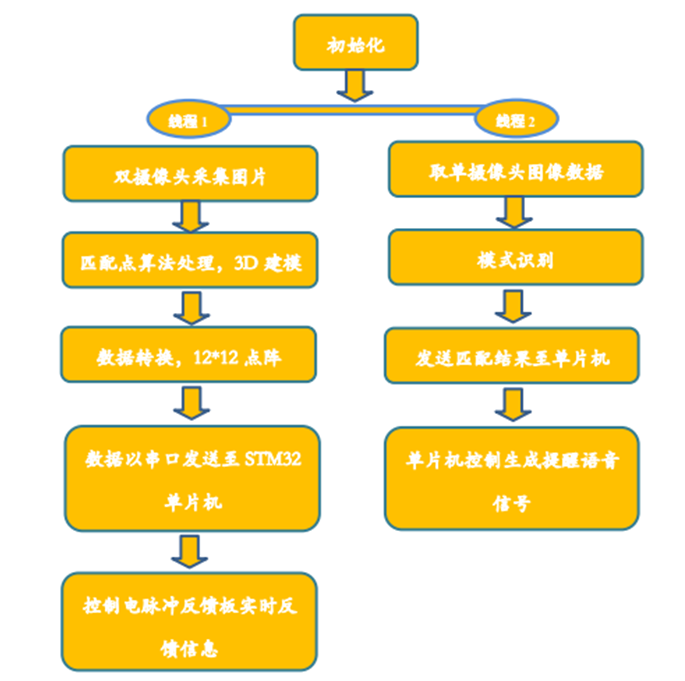 初始化
线程 1
双摄像头采集图片
匹配点算法处理，3D 建模
数据转换，12*12 点阵
数据以串口发送至 STM32
单片机
控制电脉冲反馈板实时反
馈信息
线程 2
取单摄像头图像数据
模式识别
发送匹配结果至单片机
单片机控制生成提醒语音
信号